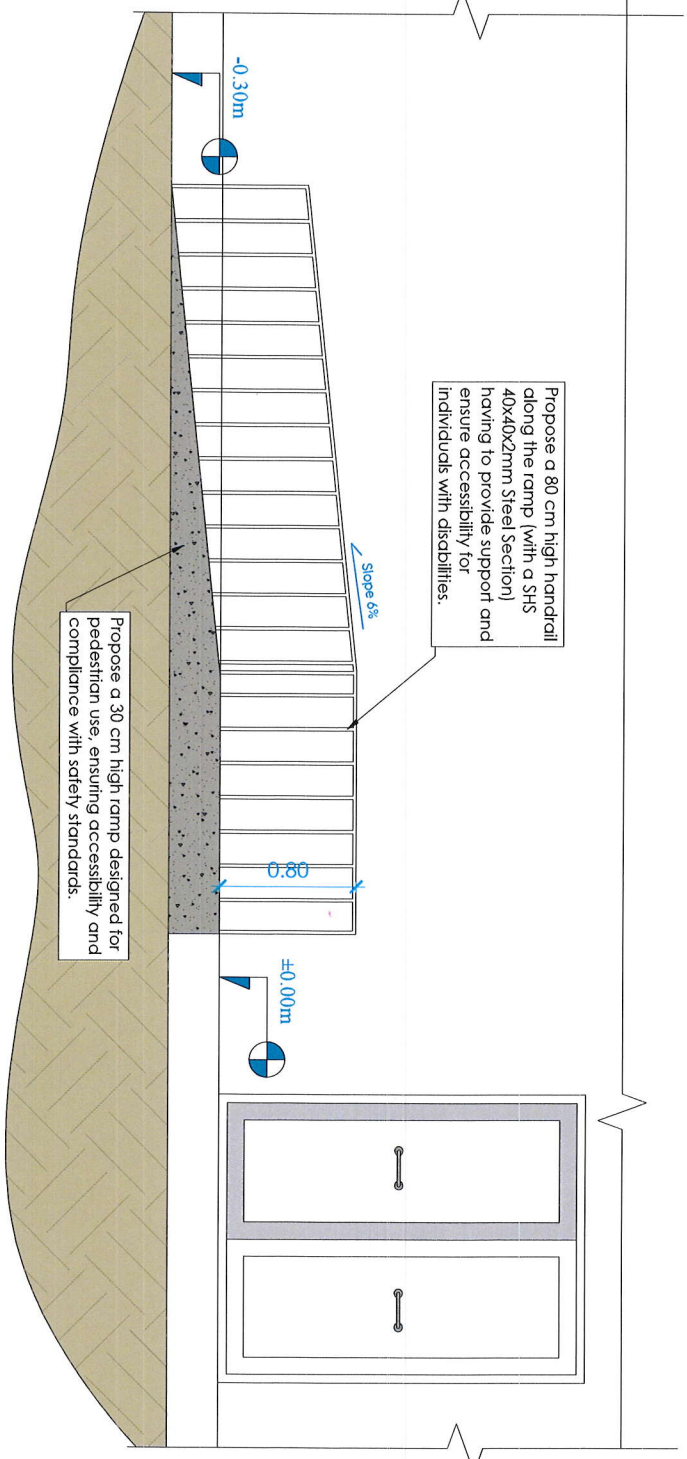 Propose a 80 cm high handrail
along the ramp (with a SHS
40x40x2mm Steel Section)
having to provide support and
ensure accessibility for
individuals with disabilities.
Slope 6%
-0.30m
0.80
±0.00m
Propose a 30 cm high ramp designed for
pedestrian use, ensuring accessibility and
compliance with safety standards.